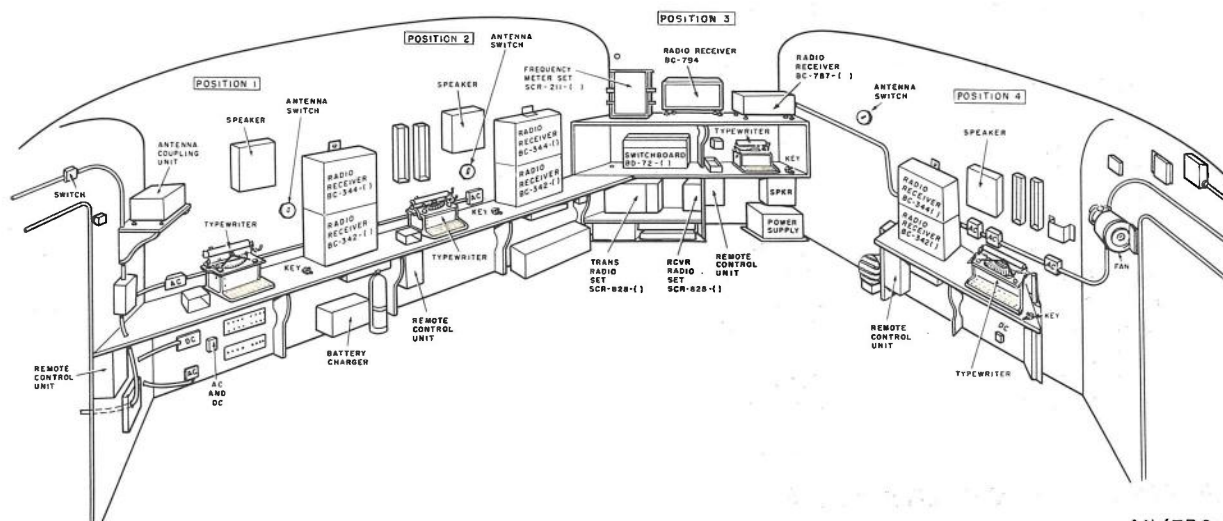 POSITION 3
POSITION 2
ANTENNA
SWITCH
RADIO RECEIVER
BC-794
FREQUENCY
METER SET
SCR-211-( )
RADIO
RECEIVER
BC-787-( )
POSITION 1
SPEAKER
ANTENNA
SWITCH
POSITION 4
ANTENNA
SWITCH
SPEAKER
SPEAKER
ANTENNA
COUPLING
UNIT
SWITCH
RADIO
RECEIVER
BC-344-( )
RADIO
RECEIVER
BC-342-( )
RADIO
RECEIVER
BC-344-( )
RADIO
RECEIVER
BC-342-( )
TYPEWRITER
SWITCHBOARD
BD-72-( )
KEY
SPKR
POWER
SUPPLY
RADIO
RECEIVER
BC-344( )
RADIO
RECEIVER
BC-342( )
TYPEWRITER
AC
KEY
AC
KEY
TYPEWRITER
AC
AC
AC
FAN
TRANS
RADIO
SET
SCR-828-( )
RCVR
RADIO
SET
SCR-828-( )
REMOTE
CONTROL
UNIT
REMOTE
CONTROL
UNIT
BATTERY
CHARGER
DC
AC
AC
AND
DC
REMOTE
CONTROL
UNIT
REMOTE
CONTROL
UNIT
KEY
DC
TYPEWRITER